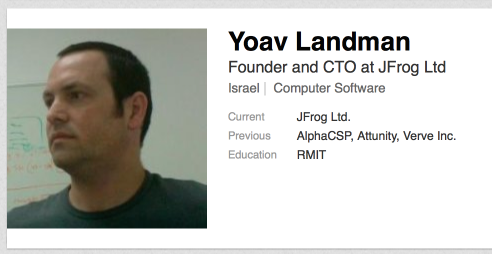 Yoav Landman
Founder and CTO at JFrog Ltd
Israel | Computer Software
Current JFrog Ltd.
Previous AlphaCSP, Attunity, Verve Inc.
Education RMIT